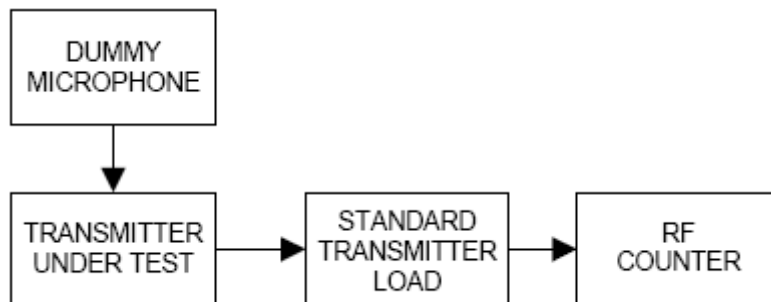 DUMMY
MICROPHONE
TRANSMITTER
UNDER TEST
STANDARD
TRANSMITTER
LOAD
RF
COUNTER